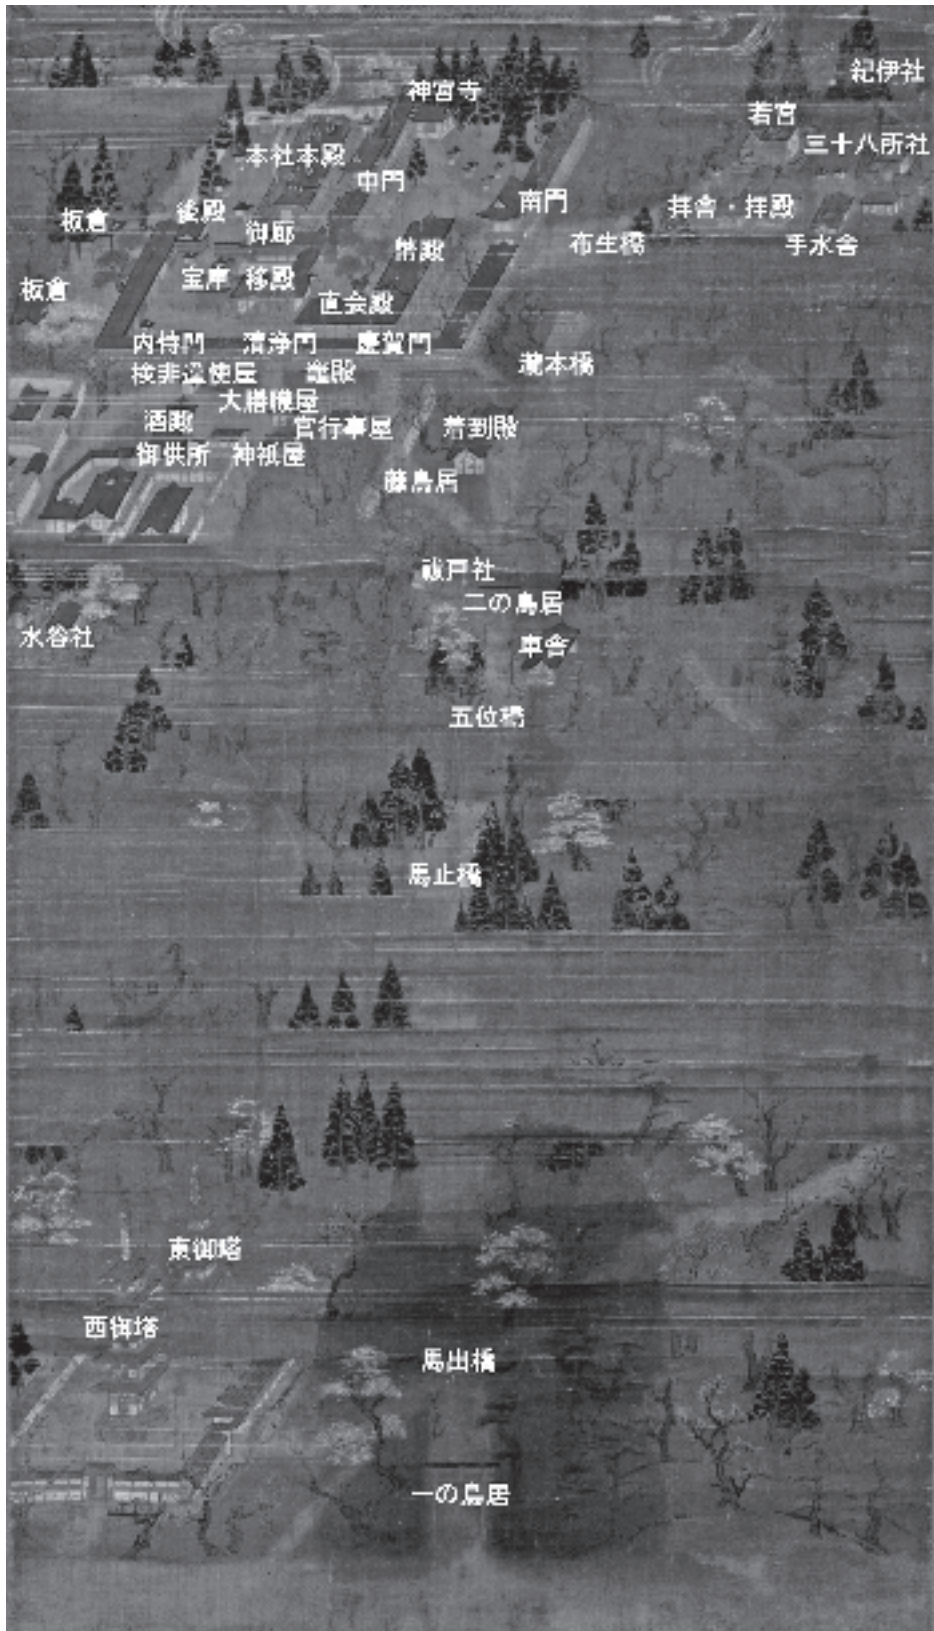 紀伊社
神宮寺
若宮
三十八所社
本社本殿
中門
南門
拝舎・拝殿
後殿
板倉
御廊
幣殿
布生橋
手水舎
宝庫
移殿
板倉
直会殿
内侍門
清浄門
慶賀門
瀧本橋
検非違使屋
竈殿
大膳職屋
酒殿
官行事屋
着到殿
御供所
神祇屋
藤鳥居
祓戸社
二の鳥居
水谷社
車舎
五位橋
馬止橋
東御塔
西御塔
馬出橋
一の鳥居